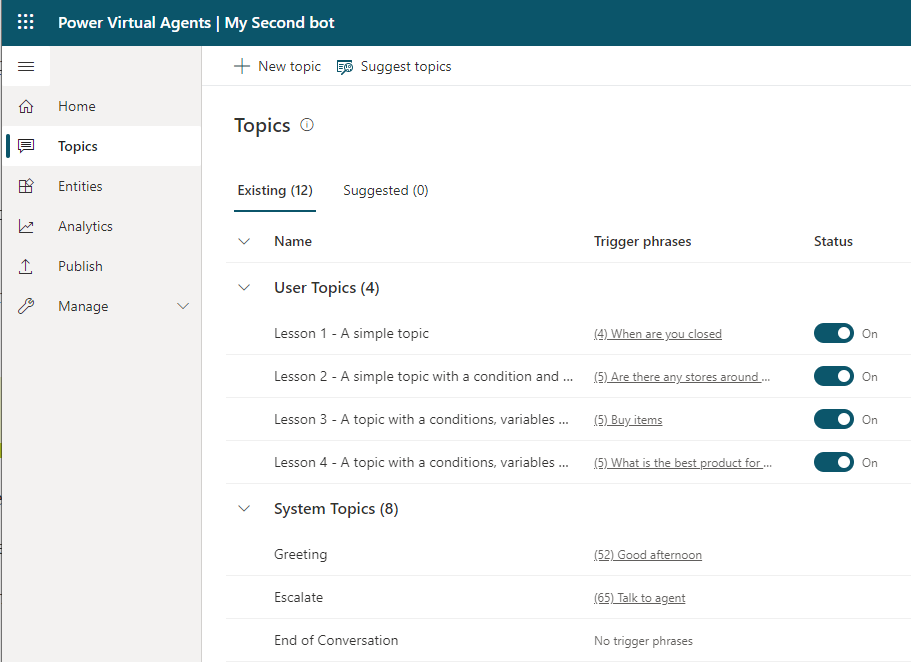 Power Virtual Agents | My Second bot
New topic Suggest topics
Home
Topics
Entities
Analytics
Publish
Manage
Topics
Existing (12) Suggested (0)
Name Trigger phrases Status
User Topics (4)
Lesson 1 - A simple topic (4) When are you closed On
Lesson 2 - A simple topic with a condition and ... (5) Are there any stores around ... On
Lesson 3 - A topic with a conditions, variables ... (5) Buy items On
Lesson 4 - A topic with a conditions, variables ... (5) What is the best product for ... On
System Topics (8)
Greeting (52) Good afternoon
Escalate (65) Talk to agent
End of Conversation No trigger phrases